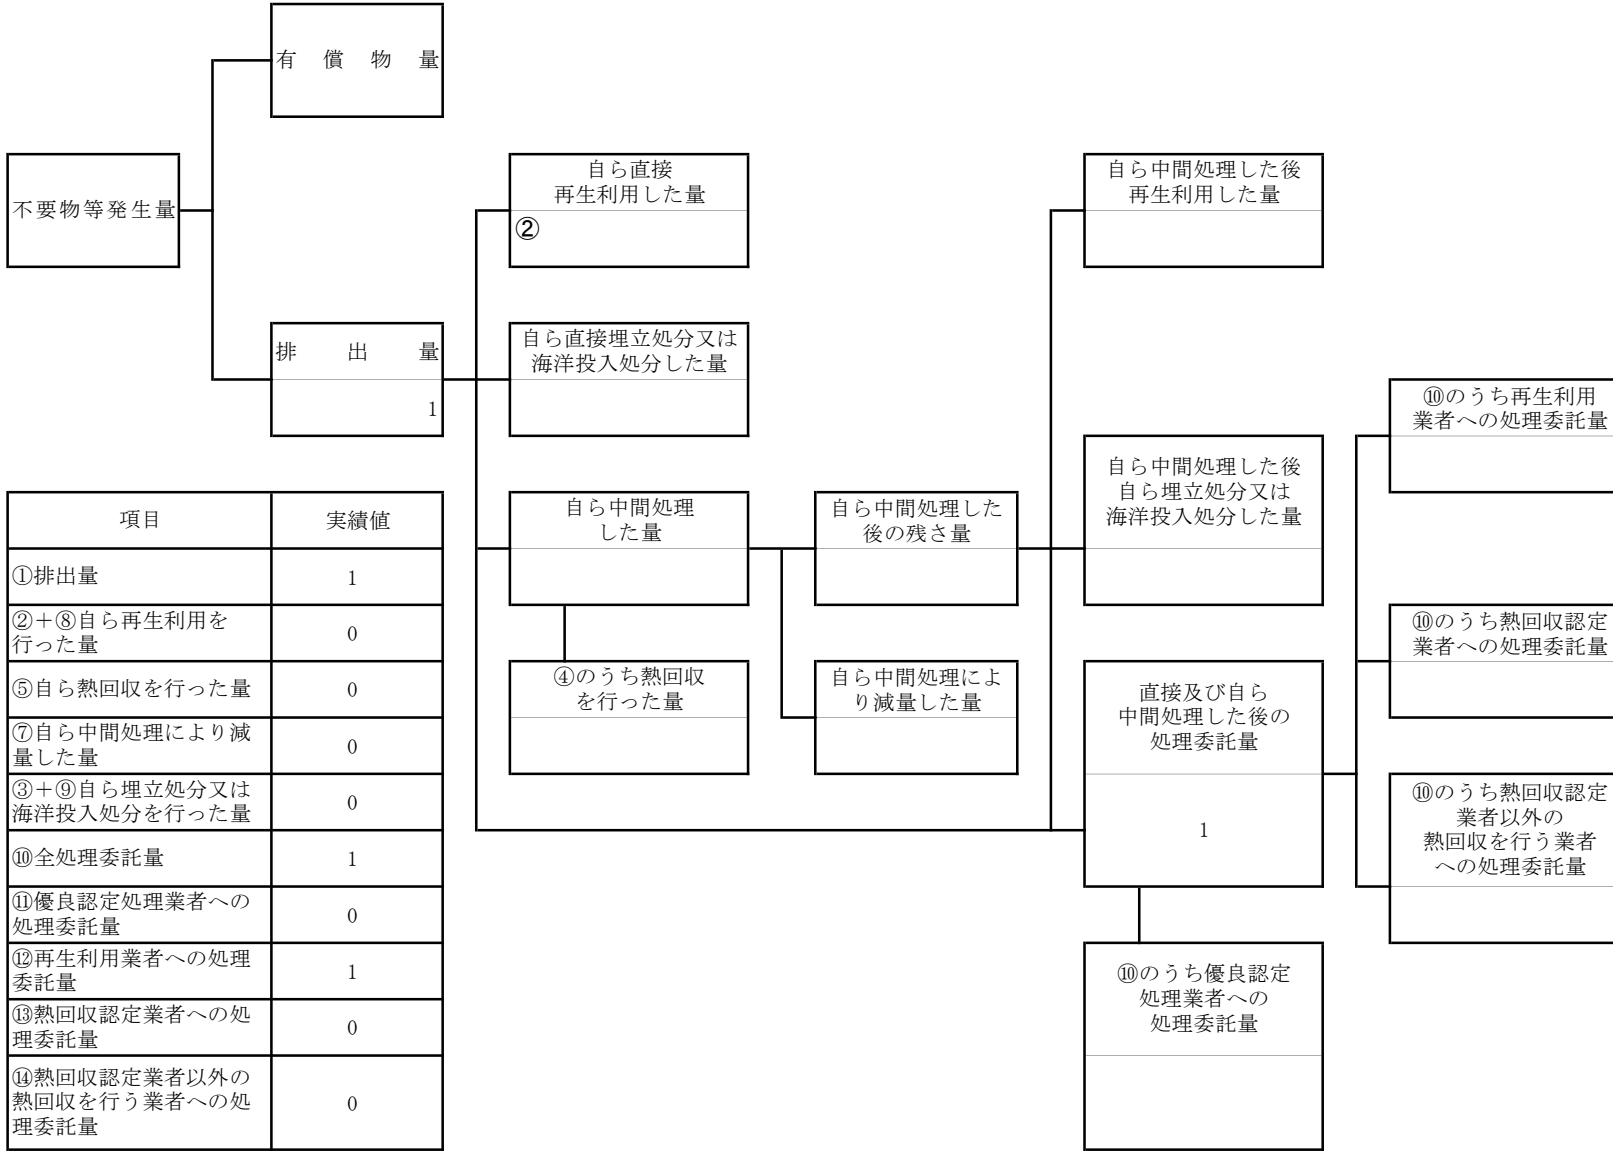 有償物量
不要物等発生量
自ら直接
再生利用した量
②
自ら中間処理した後
再生利用した量
排出量
1
自ら直接埋立処分又は
海洋投入処分した量
⑩のうち再生利用
業者への処理委託量
自ら中間処理した後
自ら埋立処分又は
海洋投入処分した量
自ら中間処理
した量
自ら中間処理した
後の残さ量
⑩のうち熱回収認定
業者への処理委託量
④のうち熱回収
を行った量
自ら中間処理によ
り減量した量
直接及び自ら
中間処理した後の
処理委託量
1
⑩のうち熱回収認定
業者以外の
熱回収を行う業者
への処理委託量
⑩のうち優良認定
処理業者への
処理委託量
項目 実績値
①排出量 1
②+⑧自ら再生利用を
行った量 0
⑤自ら熱回収を行った量 0
⑦自ら中間処理により減
量した量 0
③+⑨自ら埋立処分又は
海洋投入処分を行った量 0
⑩全処理委託量 1
⑪優良認定処理業者への
処理委託量 0
⑫再生利用業者への処理
委託量 1
⑬熱回収認定業者への処
理委託量 0
⑭熱回収認定業者以外の
熱回収を行う業者への処
理委託量 0